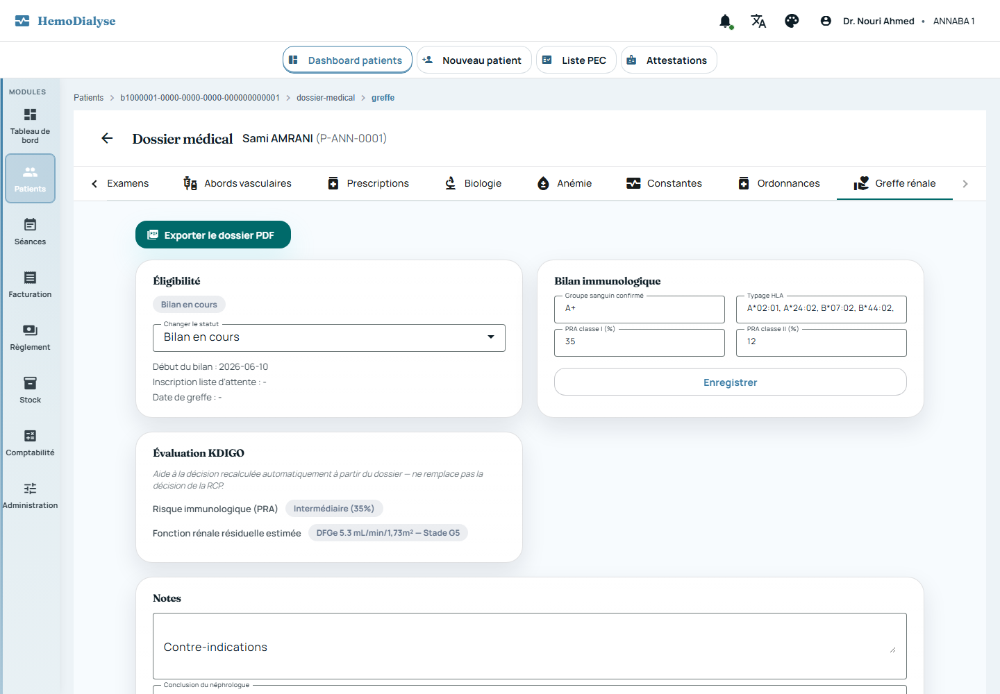 HemoDialyse
Dr. Nouri Ahmed • ANNABA 1
Dashboard patients
Nouveau patient
Liste PEC
Attestations
MODULES
Tableau de
bord
Patients
Séances
Facturation
Règlement
Stock
Comptabilité
Administration
Patients > b1000001-0000-0000-0000-000000000001 > dossier-medical > greffe
Dossier médical Sami AMRANI (P-ANN-0001)
Examens
Abords vasculaires
Prescriptions
Biologie
Anémie
Constantes
Ordonnances
Greffe rénale
PDF
Exporter le dossier PDF
Éligibilité
Bilan en cours
Changer le statut
Bilan en cours
Début du bilan : 2026-06-10
Inscription liste d'attente : -
Date de greffe : -
Bilan immunologique
Groupe sanguin confirmé
A+
Typage HLA
A*02:01, A*24:02, B*07:02, B*44:02,
PRA classe I (%)
35
PRA classe II (%)
12
Enregistrer
Évaluation KDIGO
Aide à la décision recalculée automatiquement à partir du dossier — ne remplace pas la
décision de la RCP.
Risque immunologique (PRA) Intermédiaire (35%)
Fonction rénale résiduelle estimée DFGe 5.3 mL/min/1,73m² — Stade G5
Notes
Contre-indications
Conclusion du néphrologue